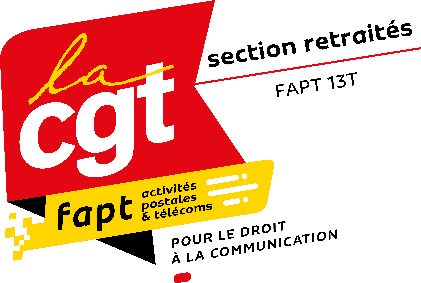 la
cgt
section retraités
FAPT 13T
fapt
activités
postales
& télécoms
POUR LE DROIT
À LA COMMUNICATION